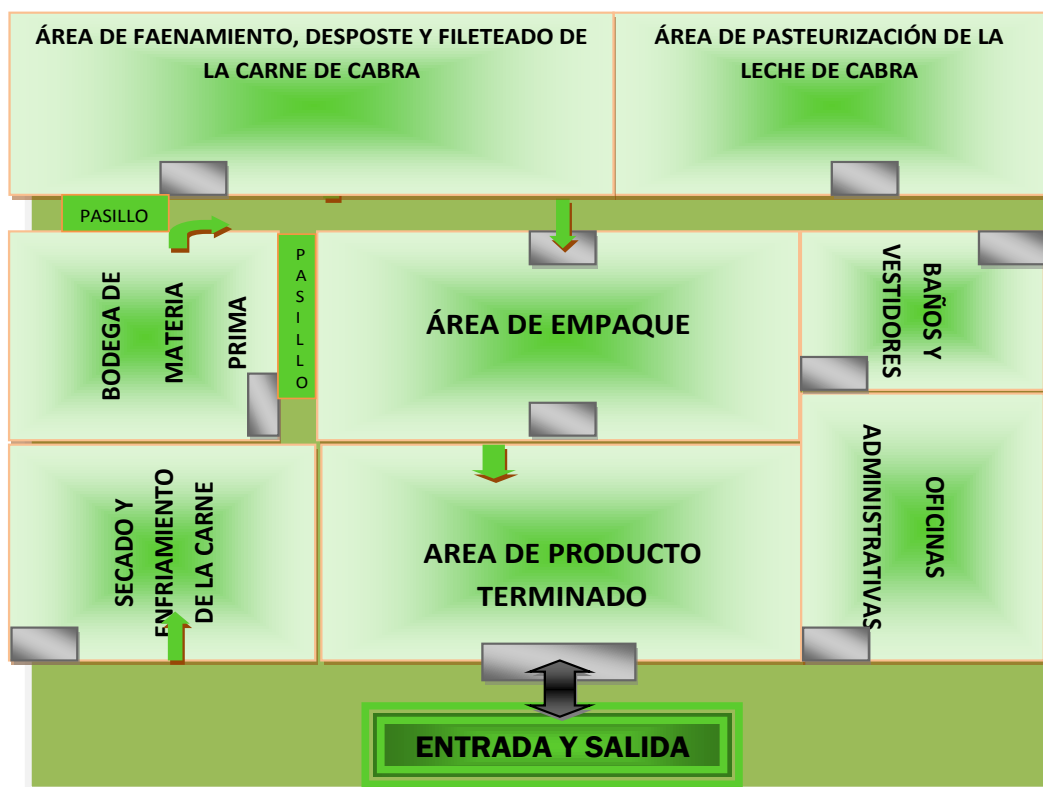 ÁREA DE FAENAMIENTO, DESPOSTE Y FILETEADO DE
LA CARNE DE CABRA
ÁREA DE PASTEURIZACIÓN DE LA
LECHE DE CABRA
PASILLO
BODEGA DE
MATERIA
PRIMA
PASILLO
ÁREA DE EMPAQUE
BAÑOS Y
VESTIDORES
SECADO Y
ENFRIAMIENTO
DE LA CARNE
AREA DE PRODUCTO
TERMINADO
OFICINAS
ADMINISTRATIVAS
ENTRADA Y SALIDA